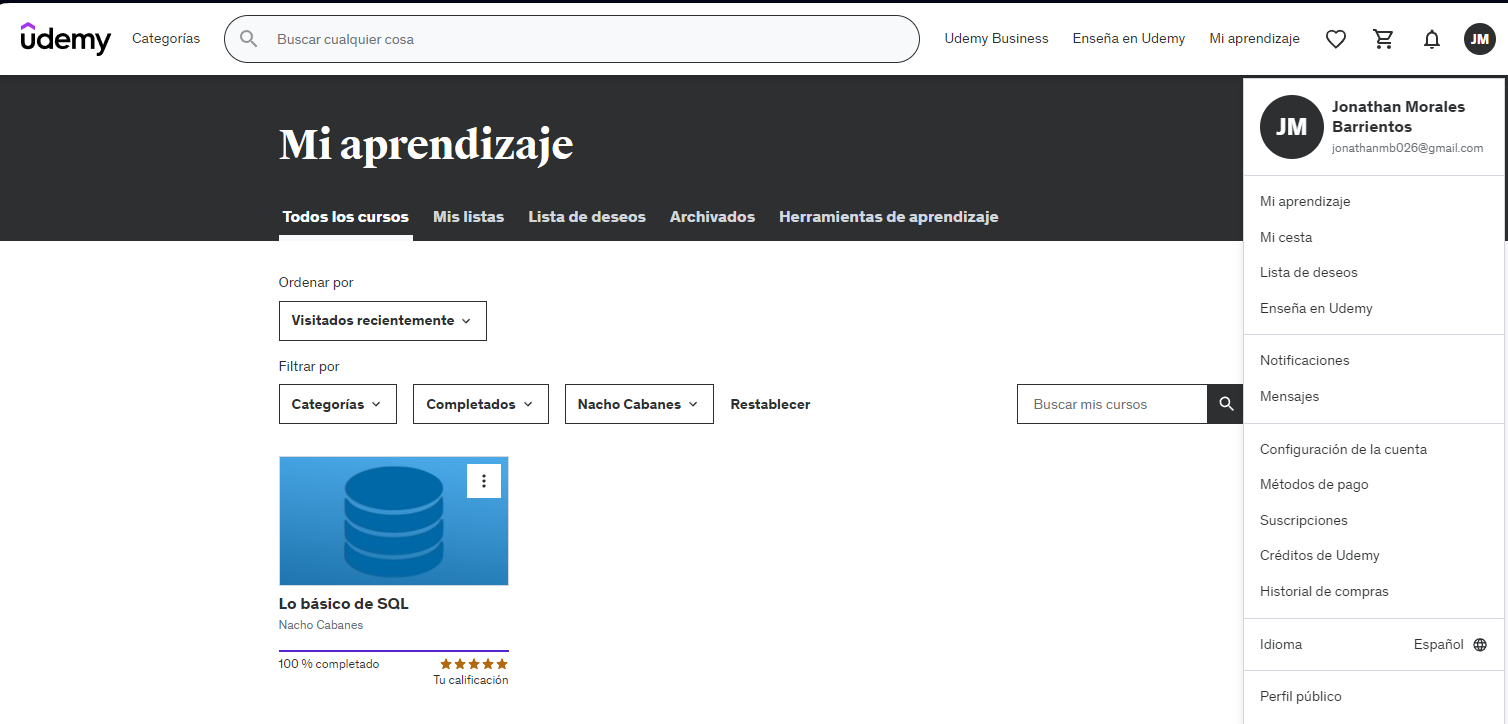 udemy
Categorías
Buscar cualquier cosa
Udemy Business
Enseña en Udemy
Mi aprendizaje
JM
Mi aprendizaje
Todos los cursos
Mis listas
Lista de deseos
Archivados
Herramientas de aprendizaje
Ordenar por
Visitados recientemente
Filtrar por
Categorías
Completados
Nacho Cabanes
Restablecer
Buscar mis cursos
Lo básico de SQL
Nacho Cabanes
100 % completado
Tu calificación
JM
Jonathan Morales
Barrientos
jonathanmb026@gmail.com
Mi aprendizaje
Mi cesta
Lista de deseos
Enseña en Udemy
Notificaciones
Mensajes
Configuración de la cuenta
Métodos de pago
Suscripciones
Créditos de Udemy
Historial de compras
Idioma
Español
Perfil público